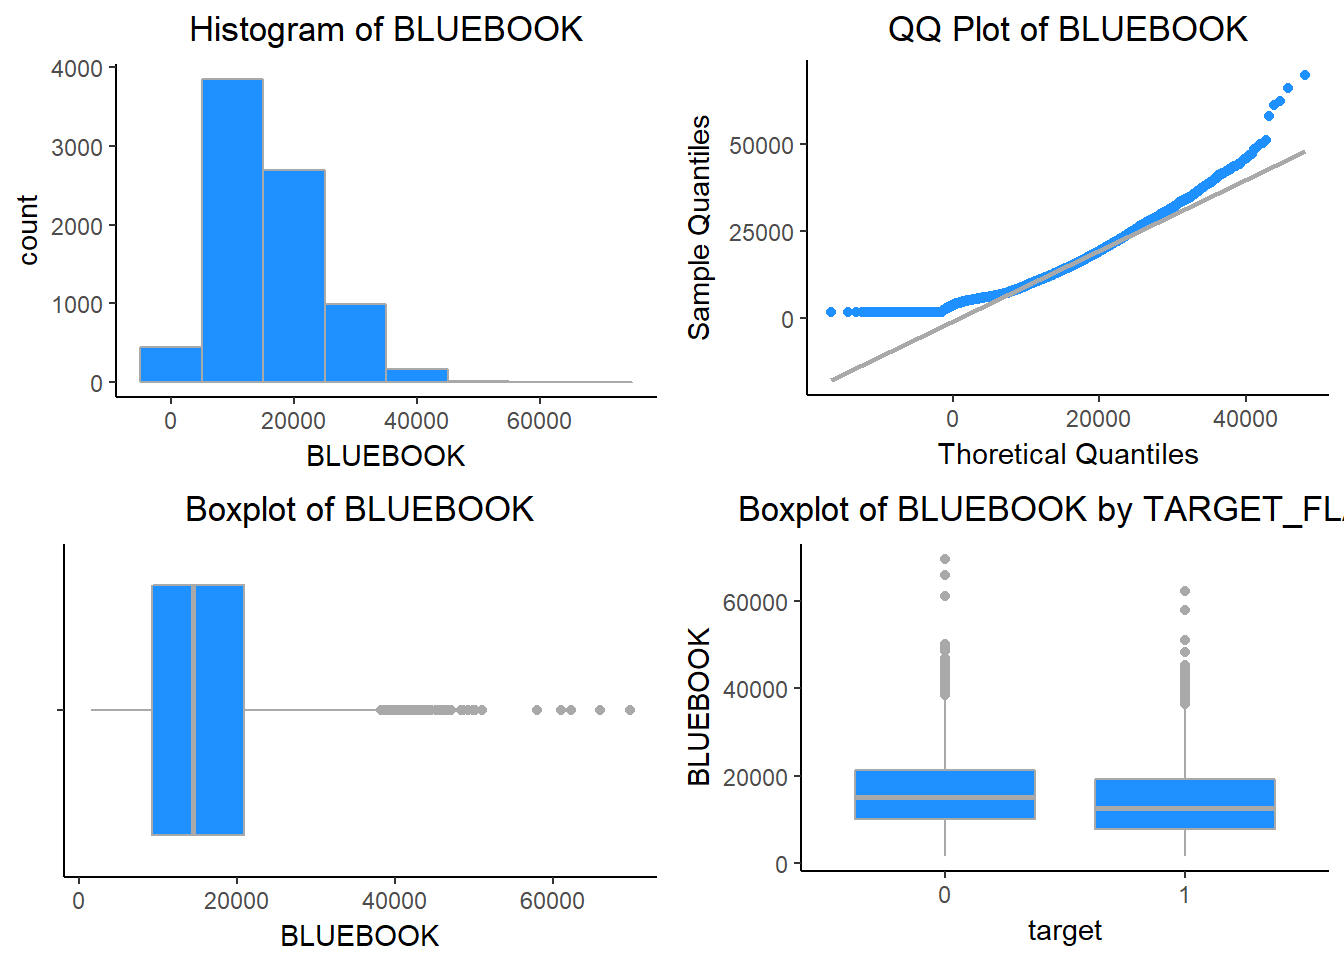 Histogram of BLUEBOOK
4000
3000
2000
1000
0
count
0 20000 40000 60000
BLUEBOOK
QQ Plot of BLUEBOOK
50000
25000
0
Sample Quantiles
0 20000 40000
Thoretical Quantiles
Boxplot of BLUEBOOK
0 20000 40000 60000
BLUEBOOK
Boxplot of BLUEBOOK by TARGET_FLA
60000
40000
20000
0
BLUEBOOK
0 1
target